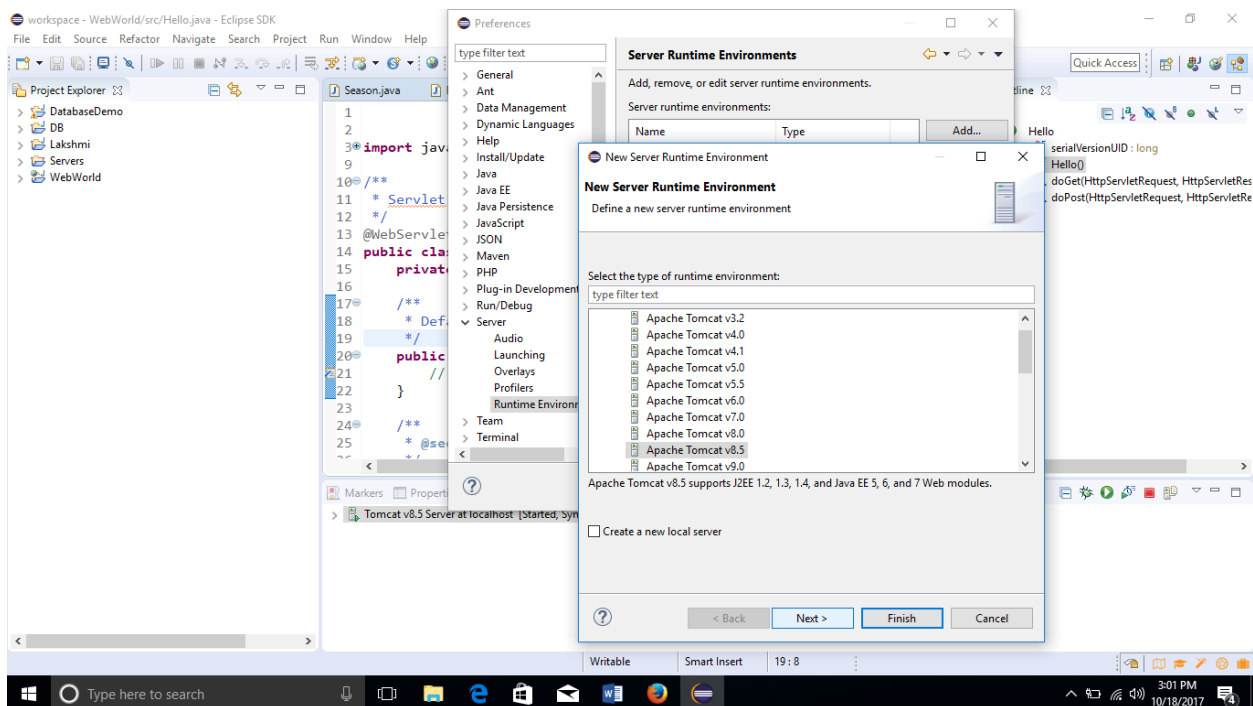 workspace - WebWorld/src/Hello.java - Eclipse SDK
File Edit Source Refactor Navigate Search Project Run Window Help
Quick Access
Project Explorer
DatabaseDemo
DB
Lakshmi
Servers
WebWorld
Season.java
1
2
3 import jav
9
10 /**
11 * Servlet
12 */
13 @WebServlet
14 public cla
15 privat
16
17 /**
18 * Def
19 */
20 public
21 //
22 }
23
24 /**
25 * @se
26 */
Markers Propert
Tomcat v8.5 Server at localhost [Started, Syn
Preferences
type filter text
General
Ant
Data Management
Dynamic Languages
Help
Install/Update
Java
Java EE
Java Persistence
JavaScript
JSON
Maven
PHP
Plug-in Development
Run/Debug
Server
Audio
Launching
Overlays
Profilers
Runtime Environ
Team
Terminal
Server Runtime Environments
Add, remove, or edit server runtime environments.
Server runtime environments:
Name Type
Add...
New Server Runtime Environment
New Server Runtime Environment
Define a new server runtime environment
Select the type of runtime environment:
type filter text
Apache Tomcat v3.2
Apache Tomcat v4.0
Apache Tomcat v4.1
Apache Tomcat v5.0
Apache Tomcat v5.5
Apache Tomcat v6.0
Apache Tomcat v7.0
Apache Tomcat v8.0
Apache Tomcat v8.5
Apache Tomcat v9.0
Apache Tomcat v8.5 supports J2EE 1.2, 1.3, 1.4, and Java EE 5, 6, and 7 Web modules.
Create a new local server
< Back Next > Finish Cancel
tline
Hello
serialVersionUID : long
Hello()
doGet(HttpServletRequest, HttpServletRes
doPost(HttpServletRequest, HttpServletRe
Writable Smart Insert 19 : 8
Type here to search
3:01 PM
10/18/2017
4